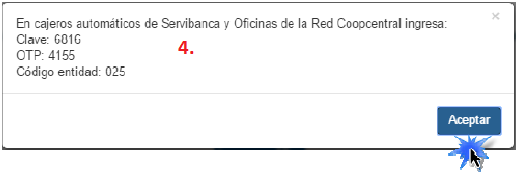 En cajeros automáticos de Servibanca y Oficinas de la Red Coopcentral ingresa:
Clave: 6816
OTP: 4155
Código entidad: 025
4.
×
Aceptar